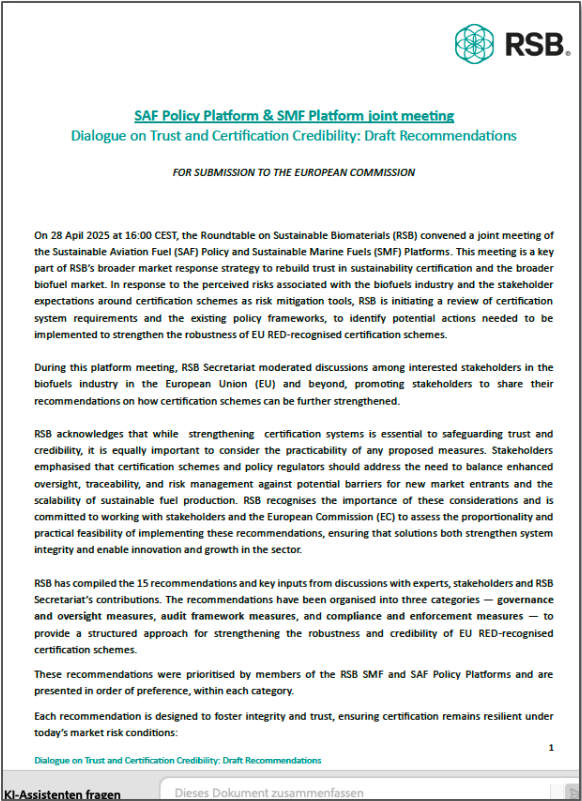 RSB®
SAF Policy Platform & SMF Platform joint meeting
Dialogue on Trust and Certification Credibility: Draft Recommendations
FOR SUBMISSION TO THE EUROPEAN COMMISSION
On 28 Apil 2025 at 16:00 CEST, the Roundtable on Sustainable Biomaterials (RSB) convened a joint meeting of
the Sustainable Aviation Fuel (SAF) Policy and Sustainable Marine Fuels (SMF) Platforms. This meeting is a key
part of RSB's broader market response strategy to rebuild trust in sustainability certification and the broader
biofuel market. In response to the perceived risks associated with the biofuels industry and the stakeholder
expectations around certification schemes as risk mitigation tools, RSB is initiating a review of certification
system requirements and the existing policy frameworks, to identify potential actions needed to be
implemented to strengthen the robustness of EU RED-recognised certification schemes.
During this platform meeting, RSB Secretariat moderated discussions among interested stakeholders in the
biofuels industry in the European Union (EU) and beyond, promoting stakeholders to share their
recommendations on how certification schemes can be further strengthened.
RSB acknowledges that while strengthening certification systems is essential to safeguarding trust and
credibility, it is equally important to consider the practicability of any proposed measures. Stakeholders
emphasised that certification schemes and policy regulators should address the need to balance enhanced
oversight, traceability, and risk management against potential barriers for new market entrants and the
scalability of sustainable fuel production. RSB recognises the importance of these considerations and is
committed to working with stakeholders and the European Commission (EC) to assess the proportionality and
practical feasibility of implementing these recommendations, ensuring that solutions both strengthen system
integrity and enable innovation and growth in the sector.
RSB has compiled the 15 recommendations and key inputs from discussions with experts, stakeholders and RSB
Secretariat's contributions. The recommendations have been organised into three categories — governance
and oversight measures, audit framework measures, and compliance and enforcement measures — to
provide a structured approach for strengthening the robustness and credibility of EU RED-recognised
certification schemes.
These recommendations were prioritised by members of the RSB SMF and SAF Policy Platforms and are
presented in order of preference, within each category.
Each recommendation is designed to foster integrity and trust, ensuring certification remains resilient under
today's market risk conditions:
1
Dialogue on Trust and Certification Credibility: Draft Recommendations
KI-Assistenten fragen
Dieses Dokument zusammenfassen